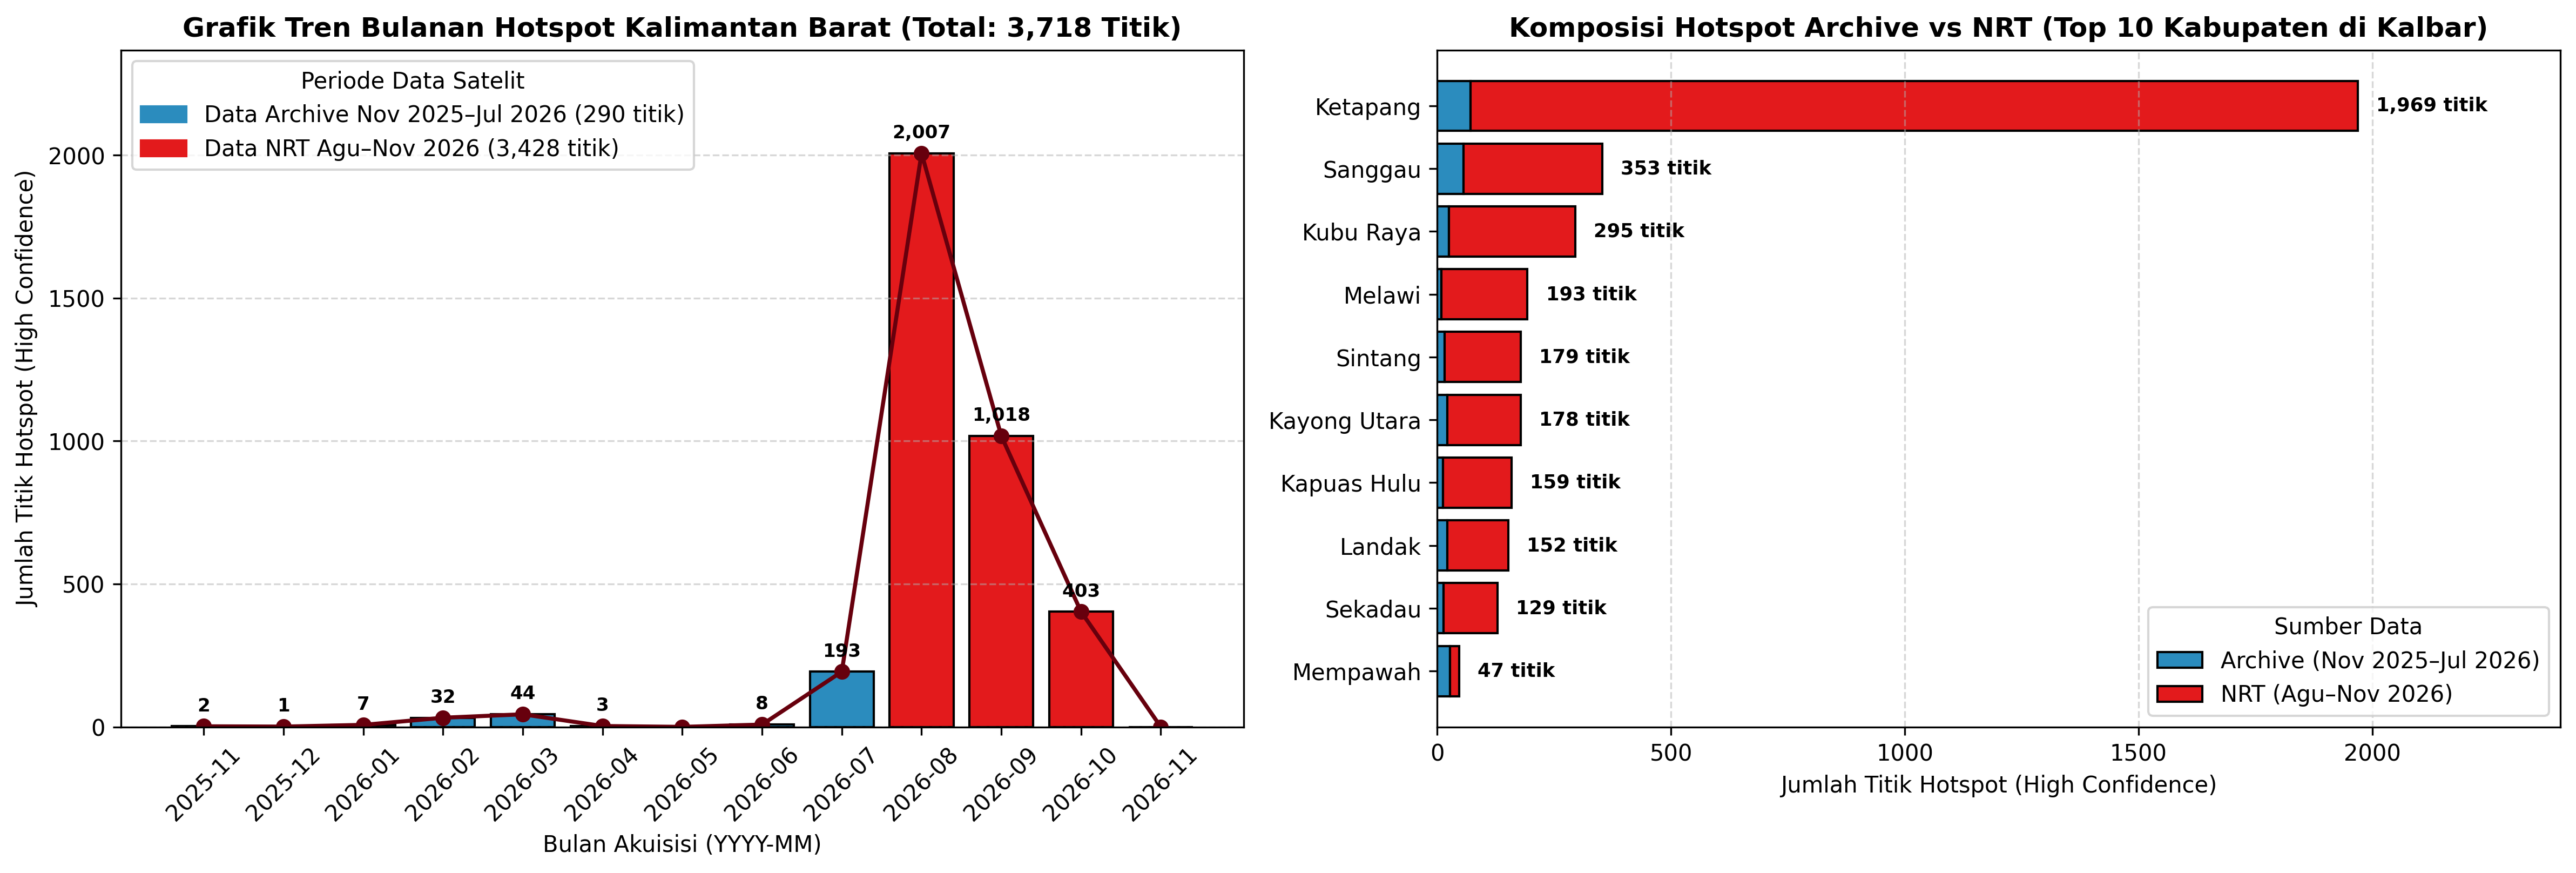 Grafik Tren Bulanan Hotspot Kalimantan Barat (Total: 3,718 Titik)
Periode Data Satelit
Data Archive Nov 2025–Jul 2026 (290 titik)
Data NRT Agu–Nov 2026 (3,428 titik)
Jumlah Titik Hotspot (High Confidence)
2000
1500
1000
500
0
2
1
7
32
44
3
8
193
2,007
1,018
403
2025-11
2025-12
2026-01
2026-02
2026-03
2026-04
2026-05
2026-06
2026-07
2026-08
2026-09
2026-10
2026-11
Bulan Akuisisi (YYYY-MM)
Komposisi Hotspot Archive vs NRT (Top 10 Kabupaten di Kalbar)
Ketapang 1,969 titik
Sanggau 353 titik
Kubu Raya 295 titik
Melawi 193 titik
Sintang 179 titik
Kayong Utara 178 titik
Kapuas Hulu 159 titik
Landak 152 titik
Sekadau 129 titik
Mempawah 47 titik
Sumber Data
Archive (Nov 2025–Jul 2026)
NRT (Agu–Nov 2026)
0 500 1000 1500 2000
Jumlah Titik Hotspot (High Confidence)